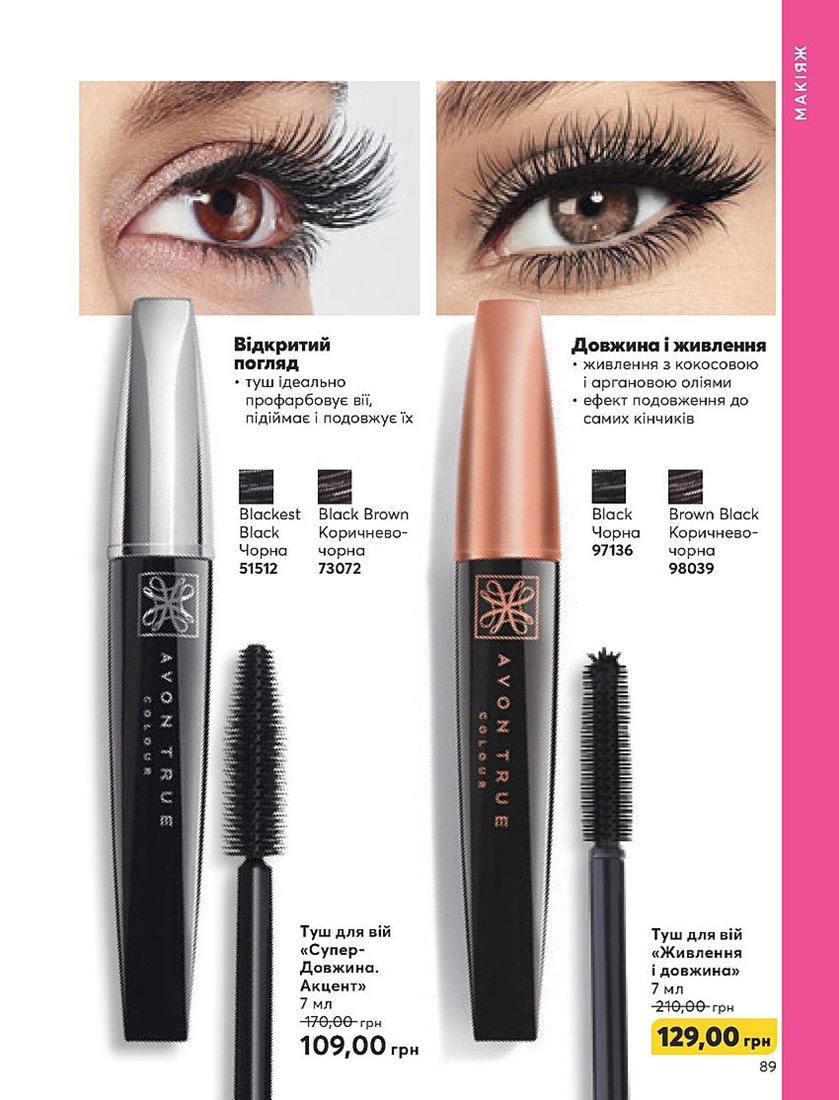 МАКІЯЖ
Відкритий
погляд
• туш ідеально
профарбовує вії,
підіймає і подовжує їх
Blackest
Black
Чорна
51512
Black Brown
Коричнево-
чорна
73072
AVON TRUE
COLOUR
Туш для вій
«Супер-
Довжина.
Акцент»
7 мл
170,00 грн
109,00 грн
Довжина і живлення
• живлення з кокосовою
і аргановою оліями
• ефект подовження до
самих кінчиків
Black
Чорна
97136
Brown Black
Коричнево-
чорна
98039
AVON TRUE
COLOUR
Туш для вій
«Живлення
і довжина»
7 мл
210,00 грн
129,00 грн
89